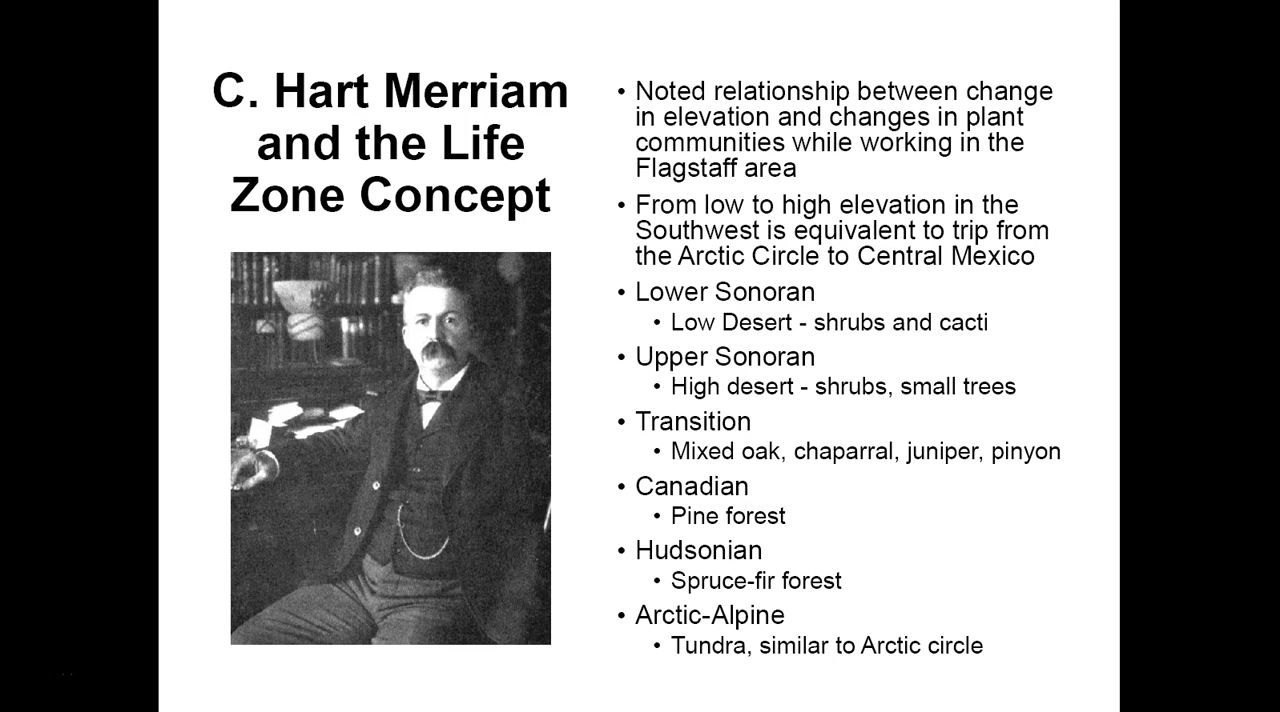 C. Hart Merriam
and the Life
Zone Concept
• Noted relationship between change
in elevation and changes in plant
communities while working in the
Flagstaff area
• From low to high elevation in the
Southwest is equivalent to trip from
the Arctic Circle to Central Mexico
• Lower Sonoran
• Low Desert - shrubs and cacti
• Upper Sonoran
• High desert - shrubs, small trees
• Transition
• Mixed oak, chaparral, juniper, pinyon
• Canadian
• Pine forest
• Hudsonian
• Spruce-fir forest
• Arctic-Alpine
• Tundra, similar to Arctic circle